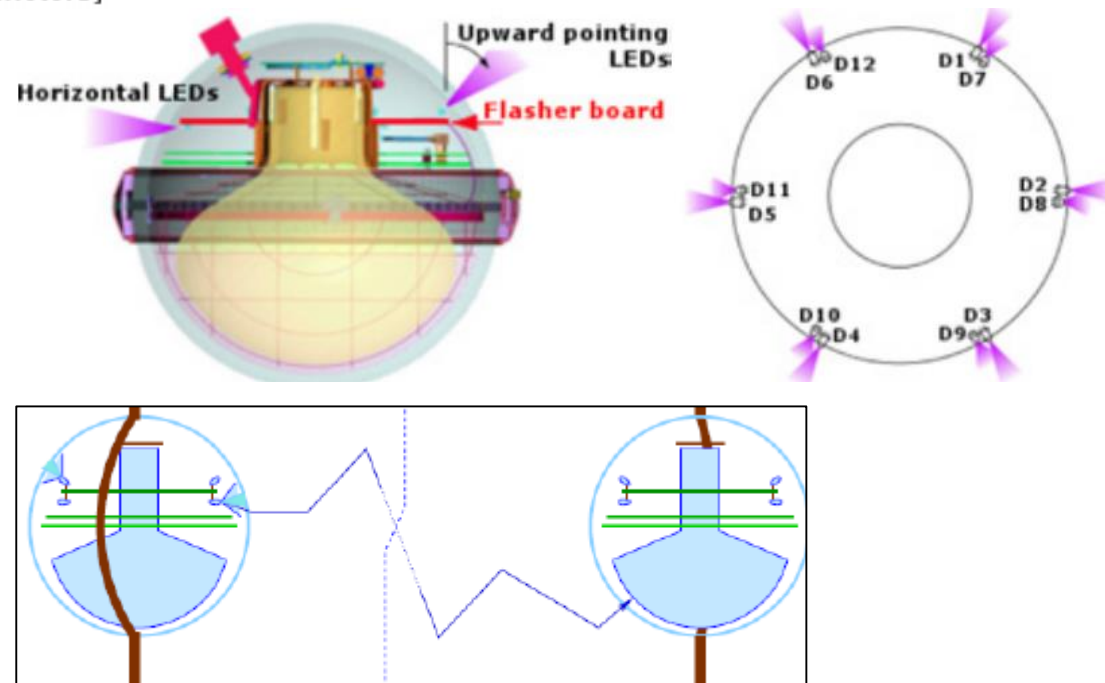 Upward pointing
LEDs
Horizontal LEDs
Flasher board
D12
D6
D1
D7
D11
D5
D2
D8
D10
D4
D3
D9